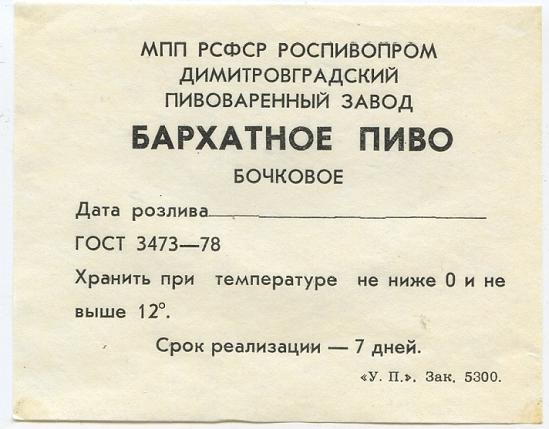 МПП РСФСР РОСПИВОПРОМ
ДИМИТРОВГРАДСКИЙ
ПИВОВАРЕННЫЙ ЗАВОД
БАРХАТНОЕ ПИВО
БОЧКОВОЕ
Дата розлива
ГОСТ 3473—78
Хранить при температуре не ниже 0 и не
выше 12°.
Срок реализации — 7 дней.
«У. П.». Зак. 5300.